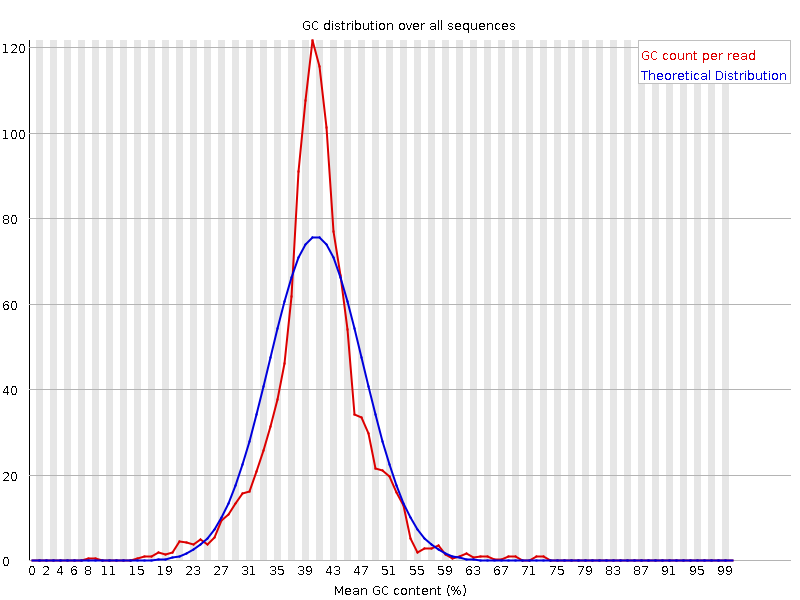 GC distribution over all sequences
GC count per read
Theoretical Distribution
120
100
80
60
40
20
0
0 2 4 6 8 11 15 19 23 27 31 35 39 43 47 51 55 59 63 67 71 75 79 83 87 91 95 99
Mean GC content (%)